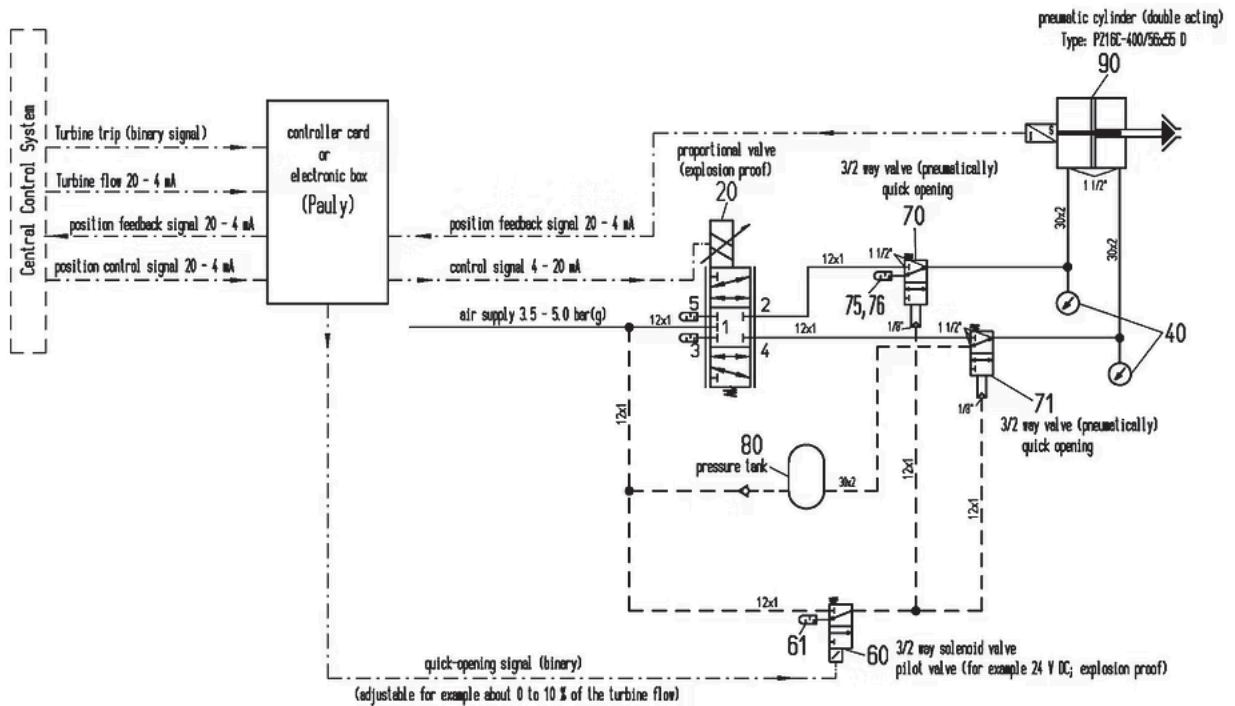 pneumatic cylinder (double acting)
Type: P216C-400/56x55 D
90
Central Control System
Turbine trip (binary signal)
Turbine flow 20 - 4 mA
position feedback signal 20 - 4 mA
position control signal 20 - 4 mA
controller card
or
electronic box
(Pauly)
position feedback signal 20 - 4 mA
control signal 4 - 20 mA
proportional valve
(explosion proof)
20
3/2 way valve (pneumatically)
quick opening
70
S
I
1 1/2"
30x2
30x2
1 1/2"
12x1
75,76
1/8"
40
air supply 3.5 - 5.0 bar(g)
12x1
5
1
3
2
4
12x1
1 1/2"
71
1/8"
3/2 way valve (pneumatically)
quick opening
12x1
80
pressure tank
30x2
12x1
12x1
12x1
61
60
3/2 way solenoid valve
pilot valve (for example 24 V DC; explosion proof)
quick-opening signal (binary)
(adjustable for example about 0 to 10 % of the turbine flow)